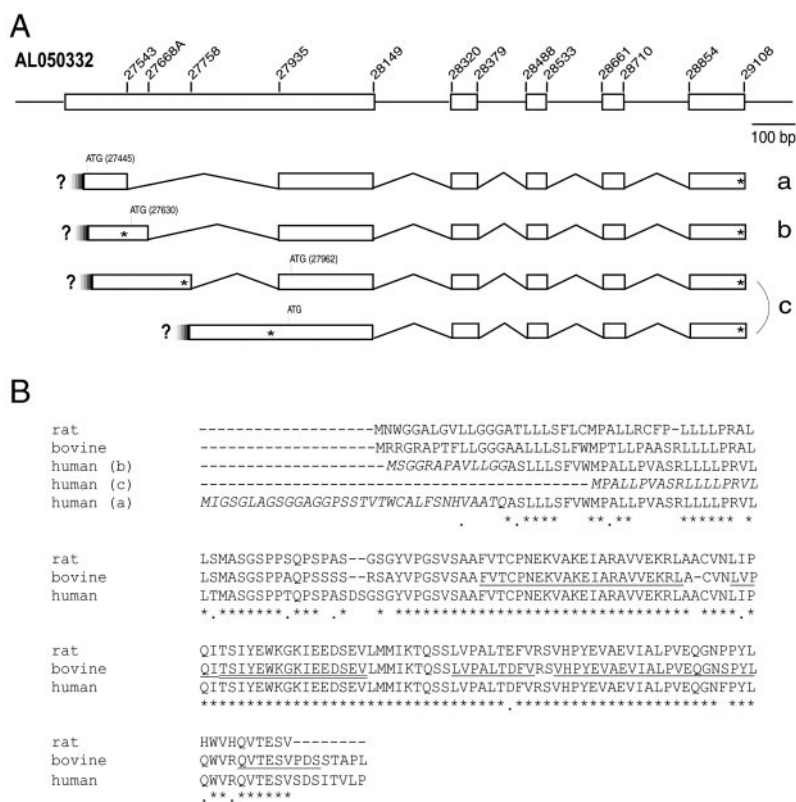 A
AL050332
27543 27668A 27758 27935 28149 28320 28379 28488 28533 28661 28710 28854 29108
100 bp
ATG (27445)
? * a
ATG (27630)
? * * b
ATG (27962)
? * *
c
ATG
? * *
B
rat -------------------MNWGGALGVLLGGGATLLLSFLCMPALLRCFP-LLLLPRAL
bovine -------------------MRRGRAPTFLLGGGAALLLSLFWMPTLLPAASRLLLLPRAL
human (b) --------------------MSGGRAPAVLLGGASLLLSFVWMPALLPVASRLLLLPRVL
human (c) ------------------------------------------MPALLPVASRLLLLPRVL
human (a) MIGSGLAGSGGAGGPSSTVTWCALFSNHVAATQASLLLSFVWMPALLPVASRLLLLPRVL
. *.**** **.** ****** *
rat LSMASGSPPSQPSPAS--GSGYVPGSVSAAFVTCPNEKVAKEIARAVVEKRLAACVNLIP
bovine LSMASGSPPAQPSSSS--RSAYVPGSVSAAFVTCPNEKVAKEIARAVVEKRLA-CVNLVP
human LTMASGSPPTQPSPASDSGSGYVPGSVSAAFVTCPNEKVAKEIARAVVEKRLAACVNLIP
*.*******.*** .* * ******************************* ****.*
rat QITSIYEWKGKIEEDSEVLMMIKTQSSLVPALTEFVRSVHPYEVAEVIALPVEQGNPPYL
bovine QITSIYEWKGKIEEDSEVLMMIKTQSSLVPALTDFVRSVHPYEVAEVIALPVEQGNSPYL
human QITSIYEWKGKIEEDSEVLMMIKTQSSLVPALTDFVRSVHPYEVAEVIALPVEQGNFPYL
*********************************.********************** ***
rat HWVHQVTESV--------
bovine QWVRQVTESVPDSSTAPL
human QWVRQVTESVSDSITVLP
.**.******